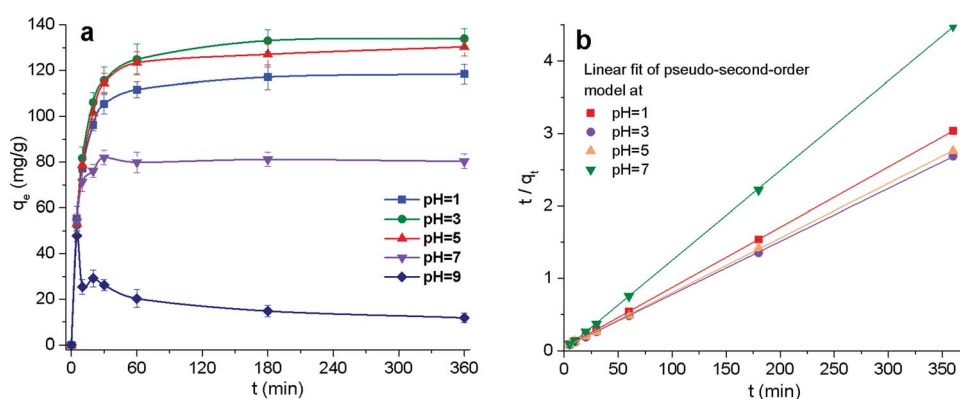 a
140
120
100
80
60
40
20
0
qe (mg/g)
pH=1
pH=3
pH=5
pH=7
pH=9
0 60 120 180 240 300 360
t (min)
b
Linear fit of pseudo-second-order
model at
pH=1
pH=3
pH=5
pH=7
4
3
2
1
0
t / qt
0 50 100 150 200 250 300 350
t (min)